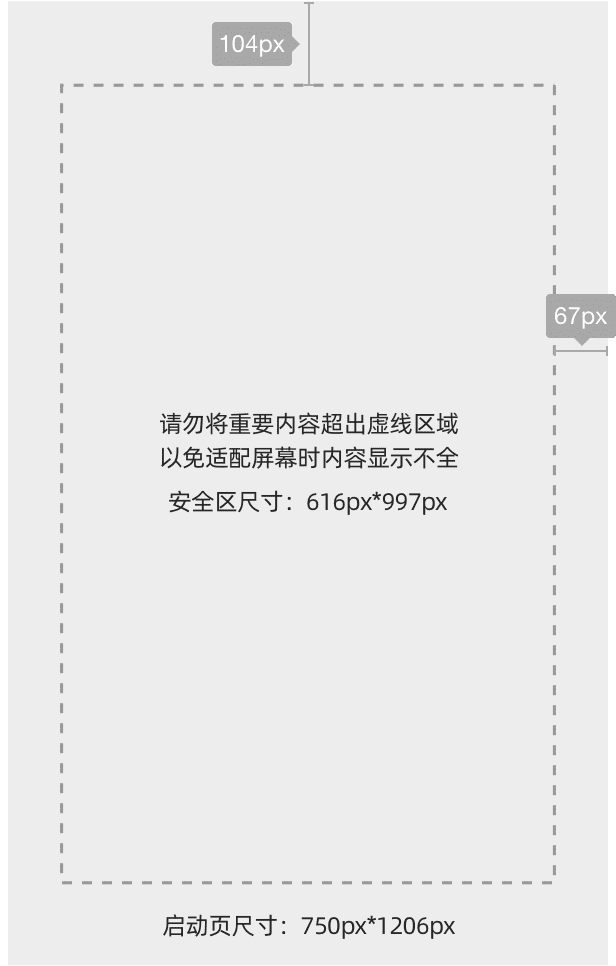 104px
67px
请勿将重要内容超出虚线区域
以免适配屏幕时内容显示不全
安全区尺寸：616px*997px
启动页尺寸：750px*1206px